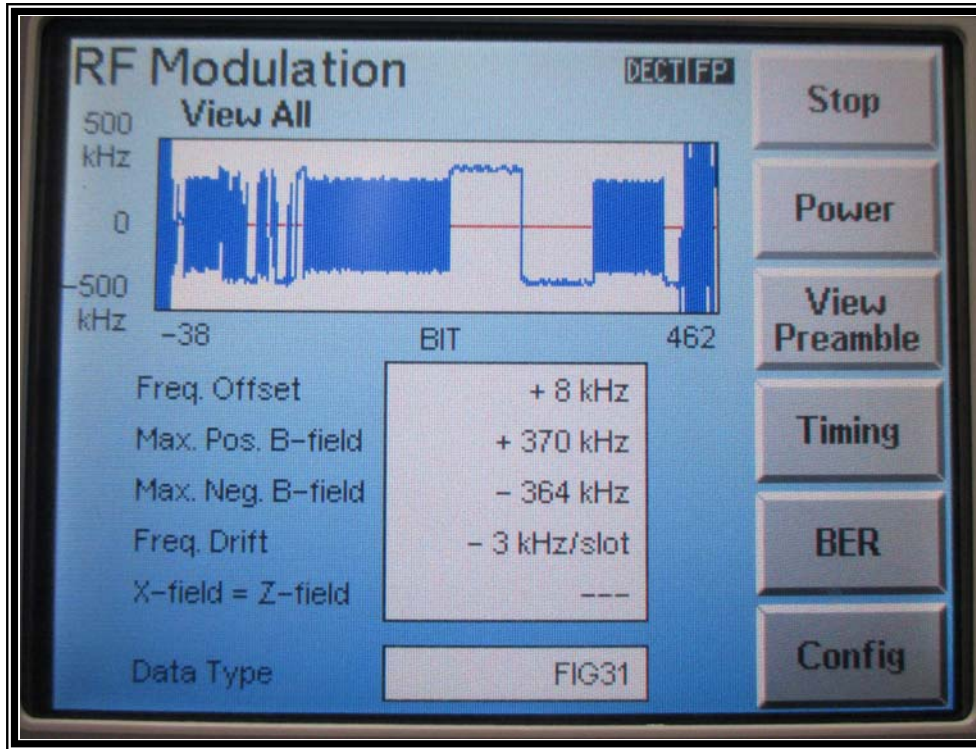 RF Modulation
DECT FP
View All
500
kHz
0
-500
kHz
-38
BIT
462
Freq. Offset
+ 8 kHz
Max. Pos. B-field
+ 370 kHz
Max. Neg. B-field
- 364 kHz
Freq. Drift
- 3 kHz/slot
X-field = Z-field
---
Data Type
FIG31
Stop
Power
View
Preamble
Timing
BER
Config